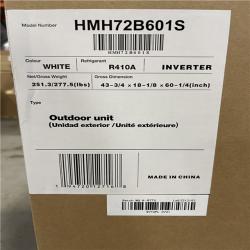 Model Number
HMH72B601S
HMH72B601S
Colour
Refrigerant
WHITE
R410A
INVERTER
Net/Gross Weight
Gross Dimension
251.3/277.5(lbs)
43-3/4 x 18-1/8 x 60-1/4(inch)
Type
Outdoor unit
(Unidad exterior /Unité extérieure)
MADE IN CHINA